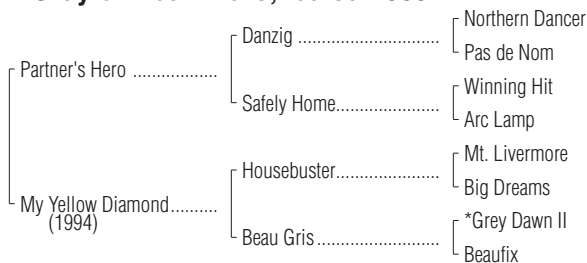 Northern Dancer
Danzig ........................
Pas de Nom
Partner's Hero ..................
Winning Hit
Safely Home.....................
Arc Lamp
Mt. Livermore
Housebuster.....................
Big Dreams
My Yellow Diamond..........
(1994)
*Grey Dawn II
Beau Gris .........................
Beaufix